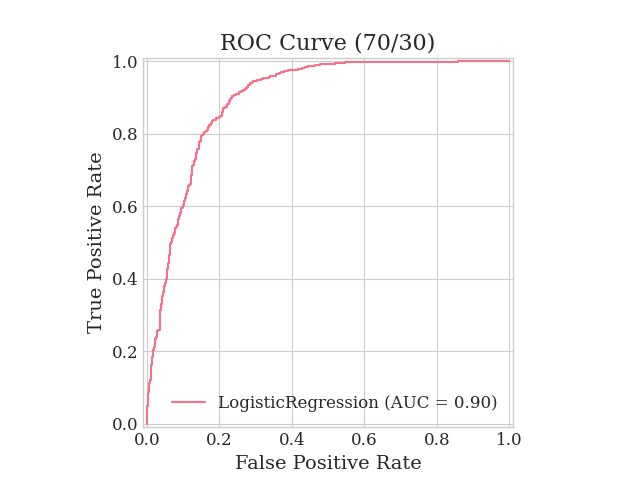 ROC Curve (70/30)
True Positive Rate
1.0
0.8
0.6
0.4
0.2
0.0
LogisticRegression (AUC = 0.90)
0.0 0.2 0.4 0.6 0.8 1.0
False Positive Rate